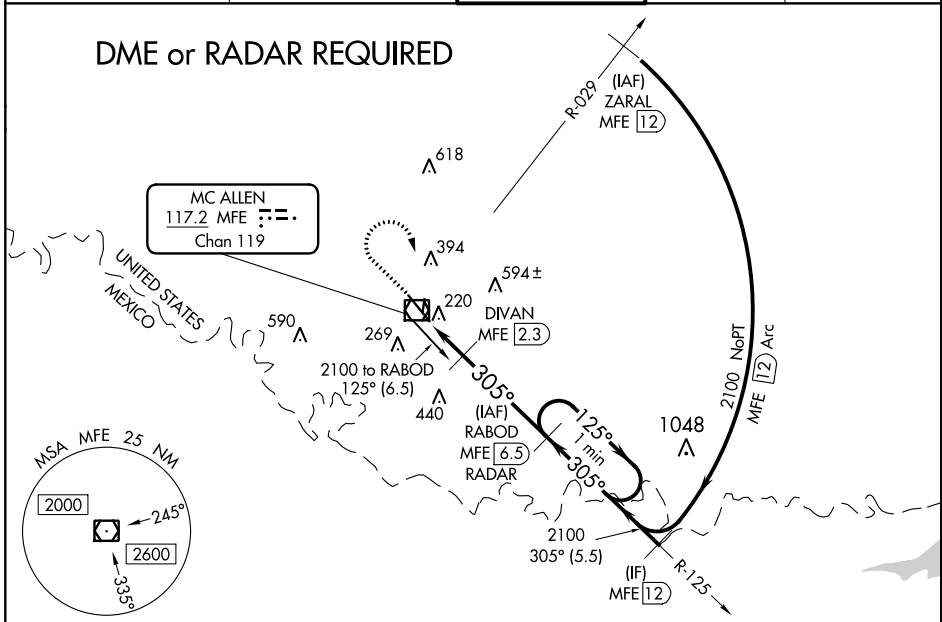 DME or RADAR REQUIRED
R-029
(IAF)
ZARAL
MFE 12
618
MC ALLEN
117.2 MFE
Chan 119
394
594±
UNITED STATES
MEXICO
220
DIVAN
MFE 2.3
590
269
2100 to RABOD
125° (6.5)
305°
2100 NoPT
MFE 12 Arc
440
(IAF)
RABOD
MFE 6.5
RADAR
125°
1 min
305°
1048
MSA MFE 25 NM
2000
245°
2600
335°
2100
305° (5.5)
(IF)
MFE 12
R-125